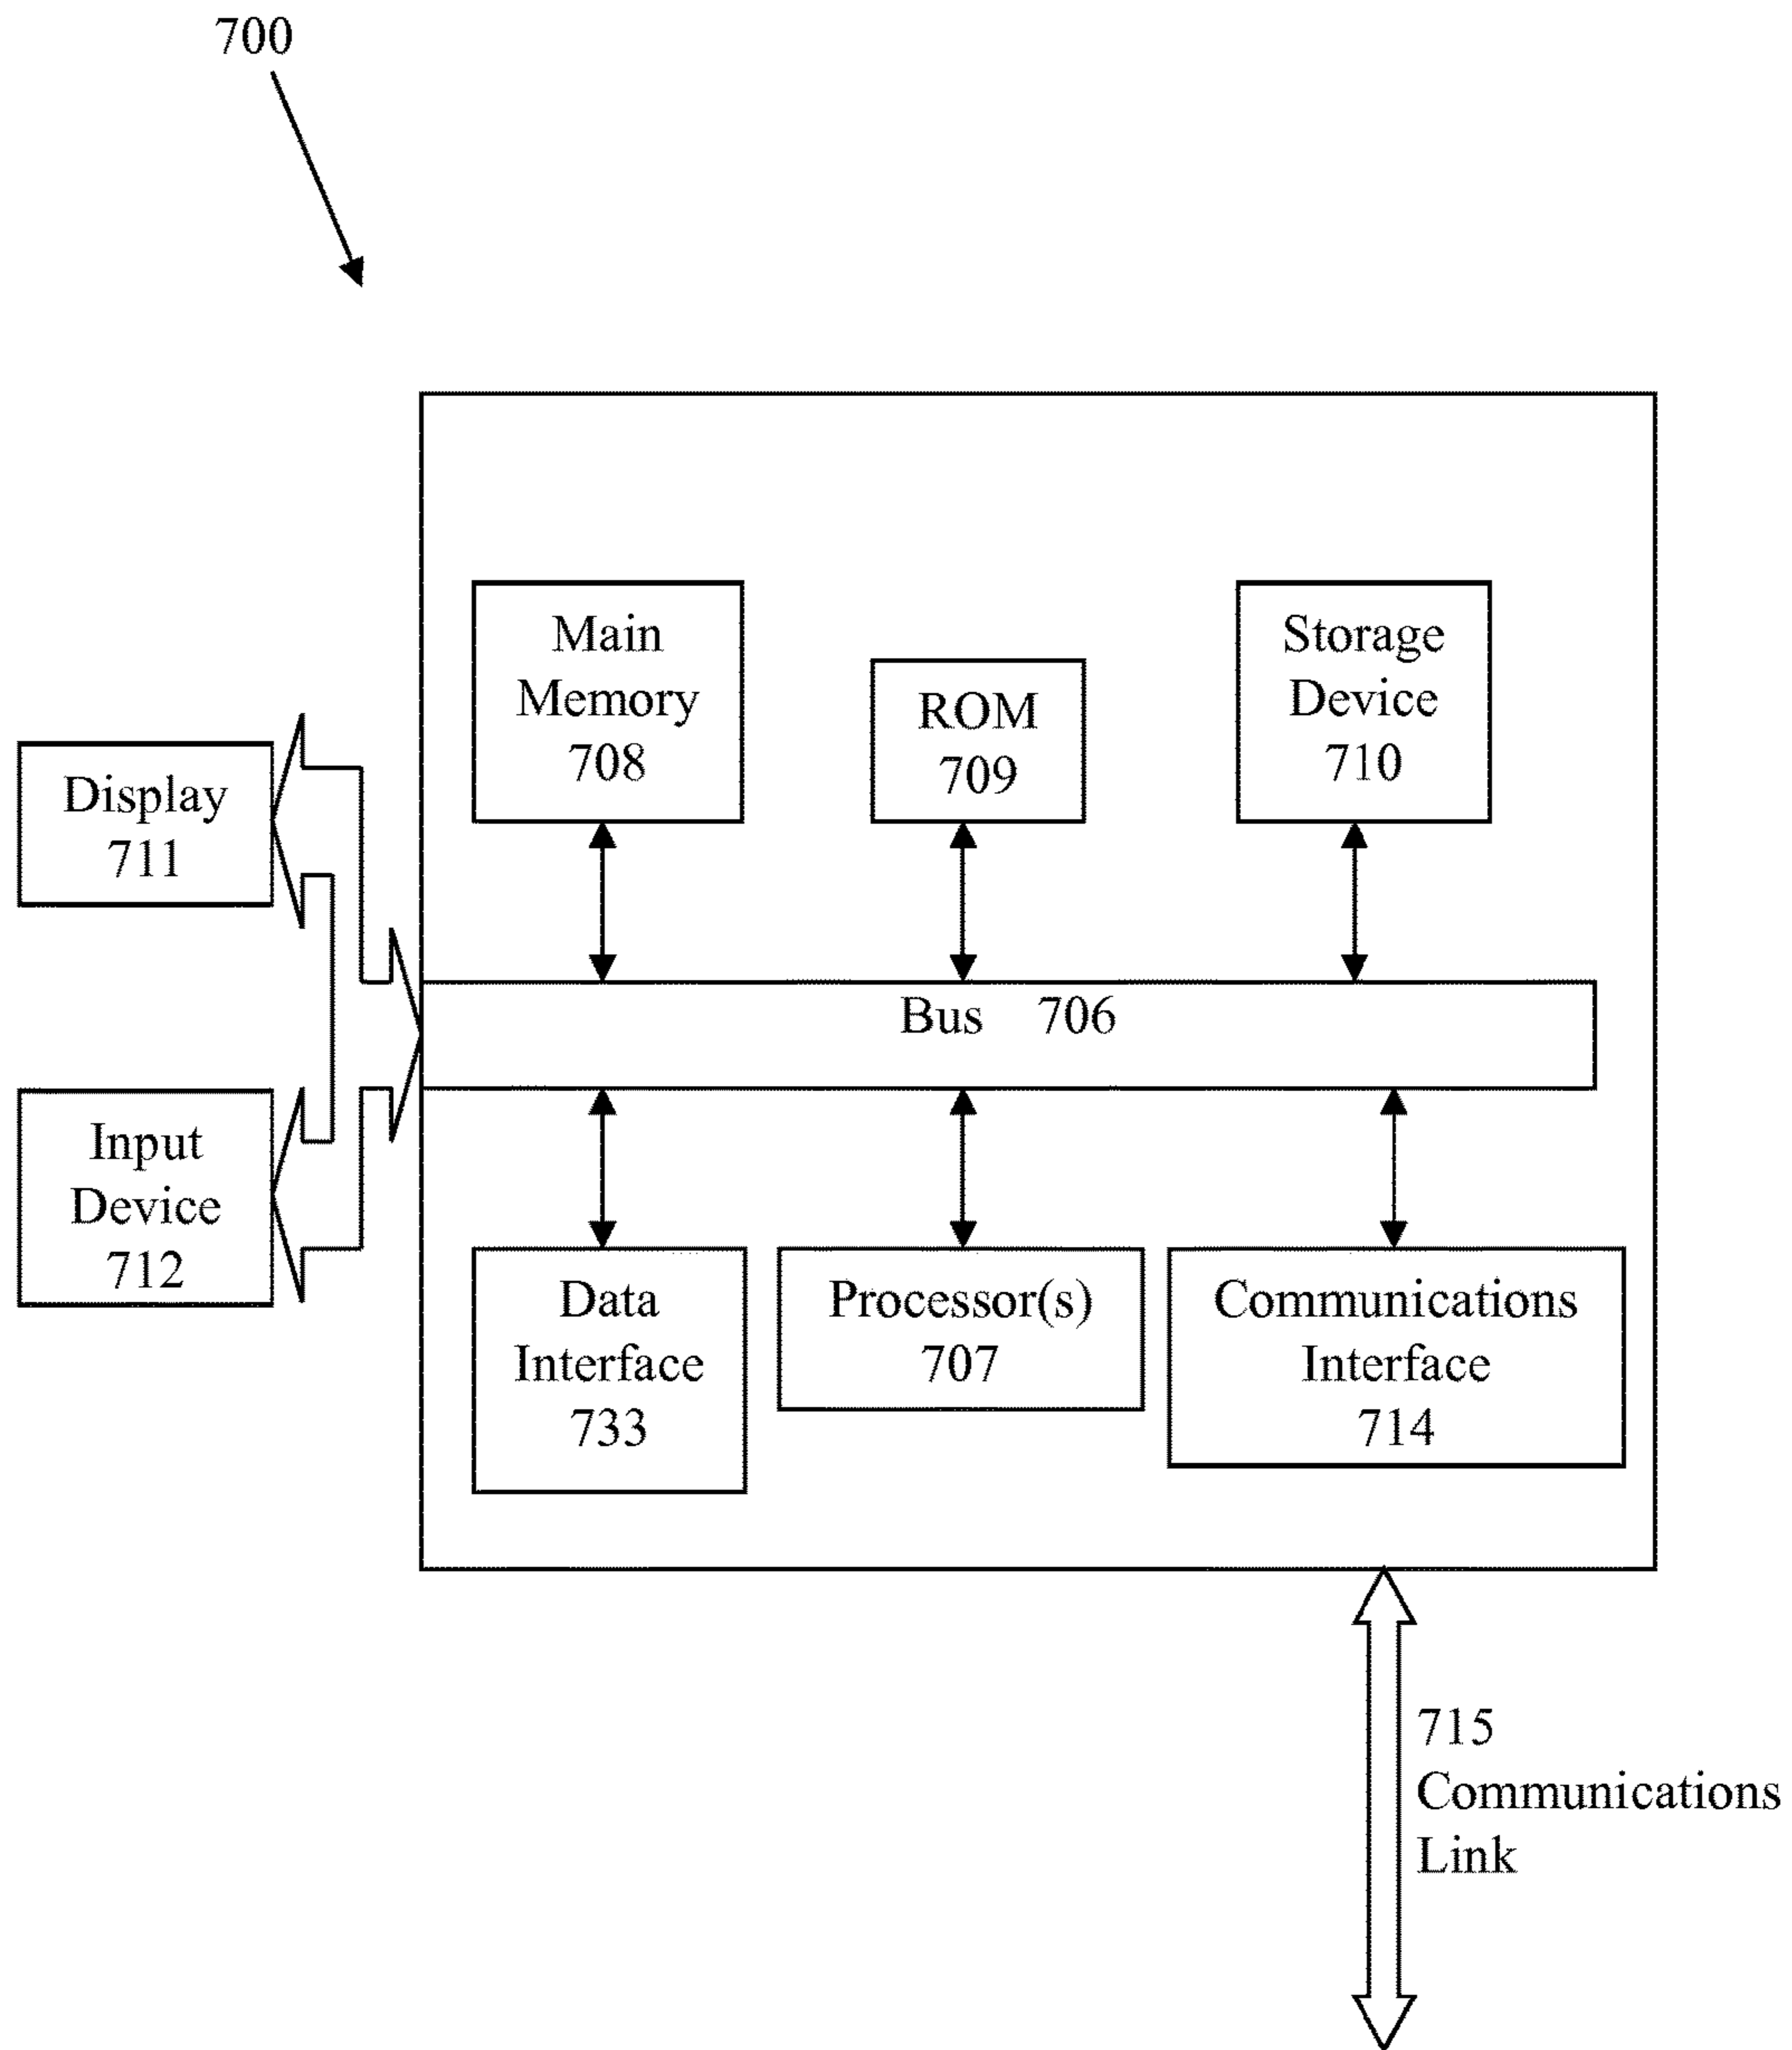 700
Main
Memory
708
ROM
709
Storage
Device
710
Display
711
Bus 706
Input
Device
712
Data
Interface
733
Processor(s)
707
Communications
Interface
714
715
Communications
Link